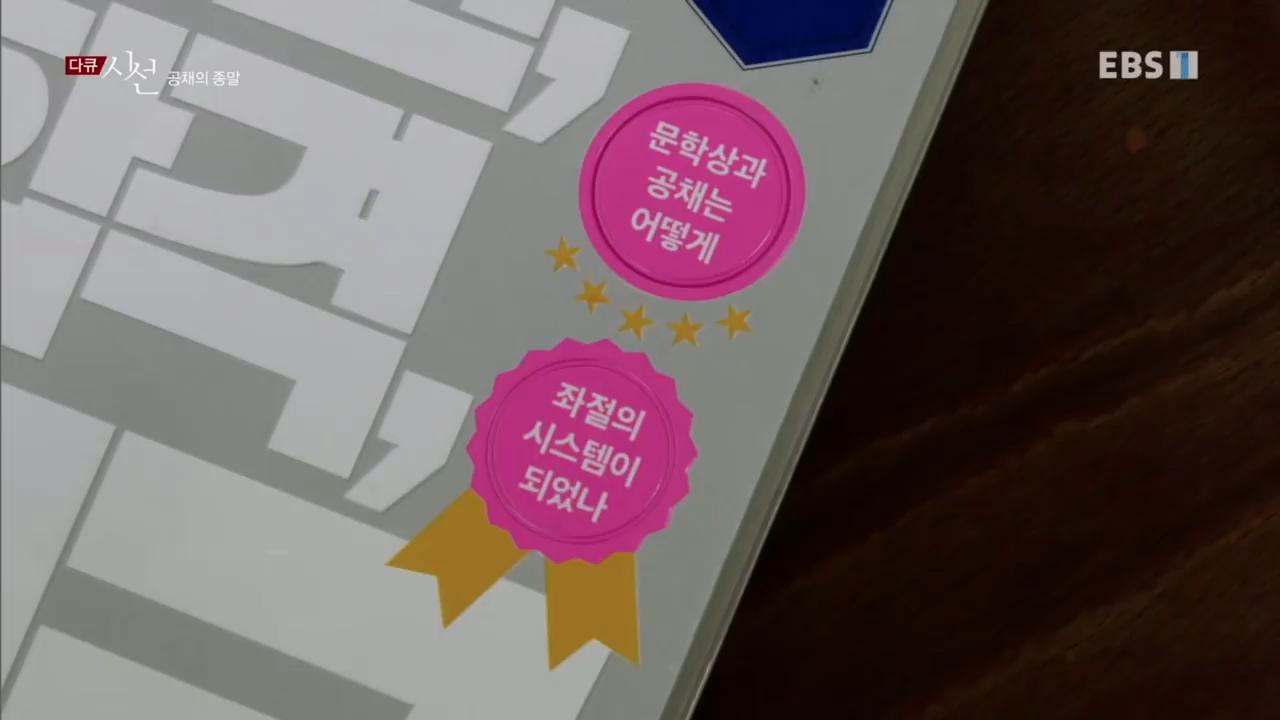 다큐 시선 공채의 종말
EBS 1
문학상과
공채는
어떻게
좌절의
시스템이
되었나